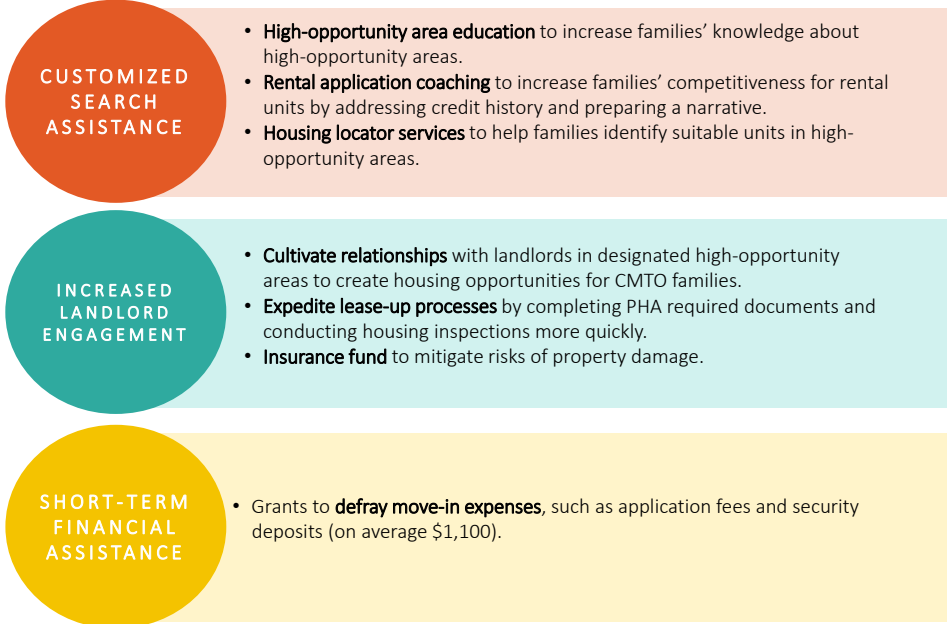 CUSTOMIZED
SEARCH
ASSISTANCE
• High-opportunity area education to increase families’ knowledge about
high-opportunity areas.
• Rental application coaching to increase families’ competitiveness for rental
units by addressing credit history and preparing a narrative.
• Housing locator services to help families identify suitable units in high-
opportunity areas.
INCREASED
LANDLORD
ENGAGEMENT
• Cultivate relationships with landlords in designated high-opportunity
areas to create housing opportunities for CMTO families.
• Expedite lease-up processes by completing PHA required documents and
conducting housing inspections more quickly.
• Insurance fund to mitigate risks of property damage.
SHORT-TERM
FINANCIAL
ASSISTANCE
• Grants to defray move-in expenses, such as application fees and security
deposits (on average $1,100).